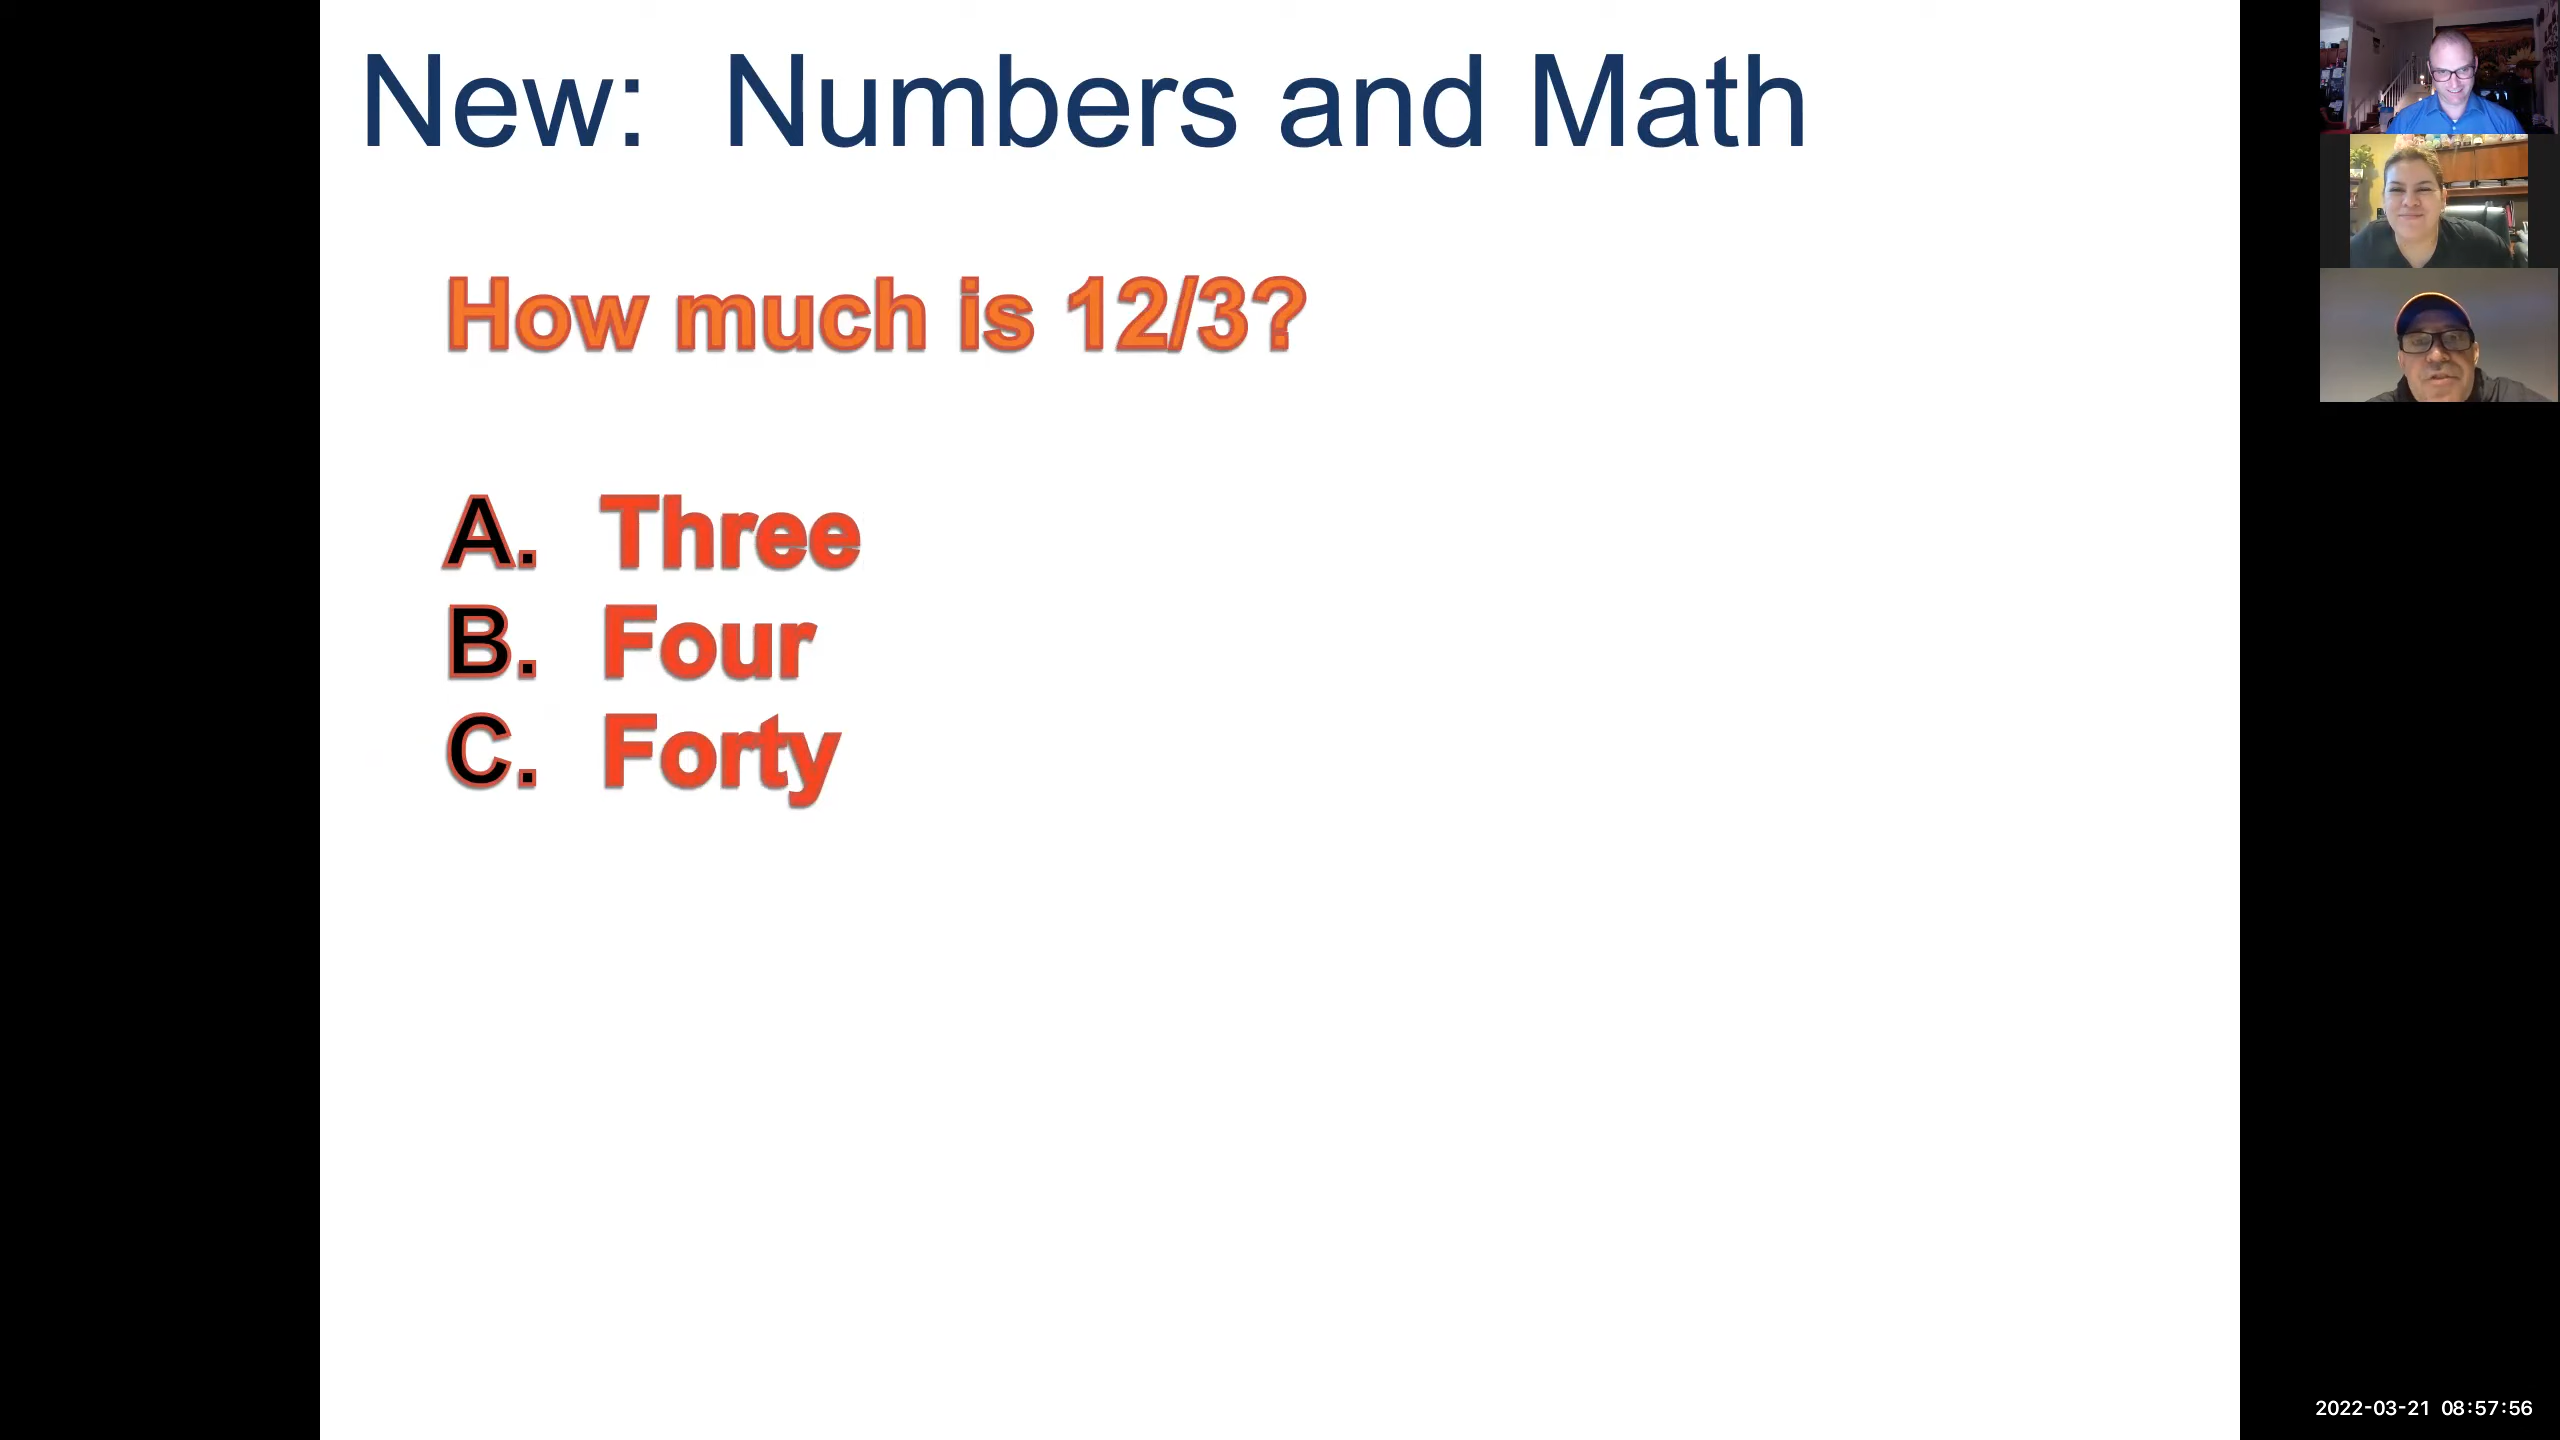 New: Numbers and Math
How much is 12/3?
A. Three
B. Four
C. Forty
2022-03-21 08:57:56